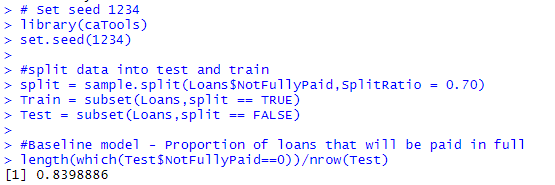 > # Set seed 1234
> library(caTools)
> set.seed(1234)
>
> #split data into test and train
> split = sample.split(Loans$NotFullyPaid,SplitRatio = 0.70)
> Train = subset(Loans,split == TRUE)
> Test = subset(Loans,split == FALSE)
>
> #Baseline model - Proportion of loans that will be paid in full
> length(which(Test$NotFullyPaid==0))/nrow(Test)
[1] 0.8398886